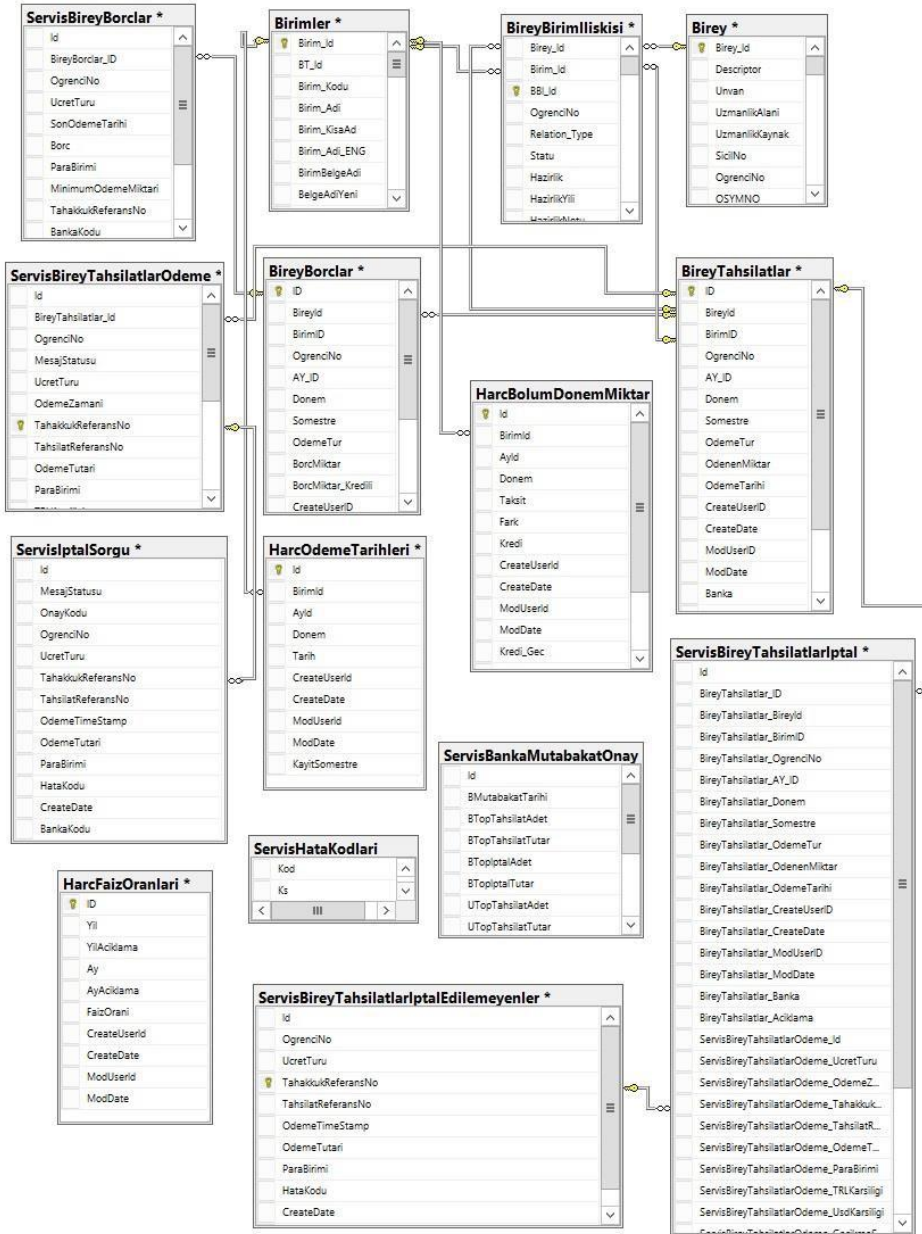 ServisBireyBorclar *
Id
BireyBorclar_ID
OgrenciNo
UcretTuru
SonOdemeTarihi
Borc
ParaBirimi
MinimumOdemeMiktari
TahakkukReferansNo
BankaKodu
Birimler *
Birim_Id
BT_Id
Birim_Kodu
Birim_Adi
Birim_KisaAd
Birim_Adi_ENG
BirimBelgeAdi
BelgeAdiYeni
BireyBirimIliskisi *
Birey_Id
Birim_Id
BBI_Id
OgrenciNo
Relation_Type
Statu
Hazirlik
HazirlikYili
HazirlikNotu
Birey *
Birey_Id
Descriptor
Unvan
UzmanlikAlani
UzmanlikKaynak
SicilNo
OgrenciNo
OSYMNO
ServisBireyTahsilatlarOdeme *
Id
BireyTahsilatlar_Id
OgrenciNo
MesajStatusu
UcretTuru
OdemeZamani
TahakkukReferansNo
TahsilatReferansNo
OdemeTutari
ParaBirimi
BireyBorclar *
ID
BireyId
BirimID
OgrenciNo
AY_ID
Donem
Somestre
OdemeTur
BorcMiktar
BorcMiktar_Kredili
CreateUserID
BireyTahsilatlar *
ID
BireyId
BirimID
OgrenciNo
AY_ID
Donem
Somestre
OdemeTur
OdenenMiktar
OdemeTarihi
CreateUserID
CreateDate
ModUserID
ModDate
Banka
HarcBolumDonemMiktar
Id
BirimId
AyId
Donem
Taksit
Fark
Kredi
CreateUserId
CreateDate
ModUserId
ModDate
Kredi_Gec
ServisIptalSorgu *
Id
MesajStatusu
OnayKodu
OgrenciNo
UcretTuru
TahakkukReferansNo
TahsilatReferansNo
OdemeTimeStamp
OdemeTutari
ParaBirimi
HataKodu
CreateDate
BankaKodu
HarcOdemeTarihleri *
Id
BirimId
AyId
Donem
Tarih
CreateUserId
CreateDate
ModUserId
ModDate
KayitSomestre
ServisBireyTahsilatlarIptal *
Id
BireyTahsilatlar_ID
BireyTahsilatlar_BireyId
BireyTahsilatlar_BirimID
BireyTahsilatlar_OgrenciNo
BireyTahsilatlar_AY_ID
BireyTahsilatlar_Donem
BireyTahsilatlar_Somestre
BireyTahsilatlar_OdemeTur
BireyTahsilatlar_OdenenMiktar
BireyTahsilatlar_OdemeTarihi
BireyTahsilatlar_CreateUserID
BireyTahsilatlar_CreateDate
BireyTahsilatlar_ModUserID
BireyTahsilatlar_ModDate
BireyTahsilatlar_Banka
BireyTahsilatlar_Aciklama
ServisBireyTahsilatlarOdeme_Id
ServisBireyTahsilatlarOdeme_UcretTuru
ServisBireyTahsilatlarOdeme_OdemeZ...
ServisBireyTahsilatlarOdeme_Tahakkuk...
ServisBireyTahsilatlarOdeme_TahsilatR...
ServisBireyTahsilatlarOdeme_OdemeT...
ServisBireyTahsilatlarOdeme_ParaBirimi
ServisBireyTahsilatlarOdeme_TRLKarsiligi
ServisBireyTahsilatlarOdeme_UsdKarsiligi
ServisBankaMutabakatOnay
Id
BMutabakatTarihi
BTopTahsilatAdet
BTopTahsilatTutar
BTopIptalAdet
BTopIptalTutar
UTopTahsilatAdet
UTopTahsilatTutar
ServisHataKodlari
Kod
Ks
HarcFaizOranlari *
ID
Yil
YilAciklama
Ay
AyAciklama
FaizOrani
CreateUserId
CreateDate
ModUserId
ModDate
ServisBireyTahsilatlarIptalEdilemeyenler *
Id
OgrenciNo
UcretTuru
TahakkukReferansNo
TahsilatReferansNo
OdemeTimeStamp
OdemeTutari
ParaBirimi
HataKodu
CreateDate